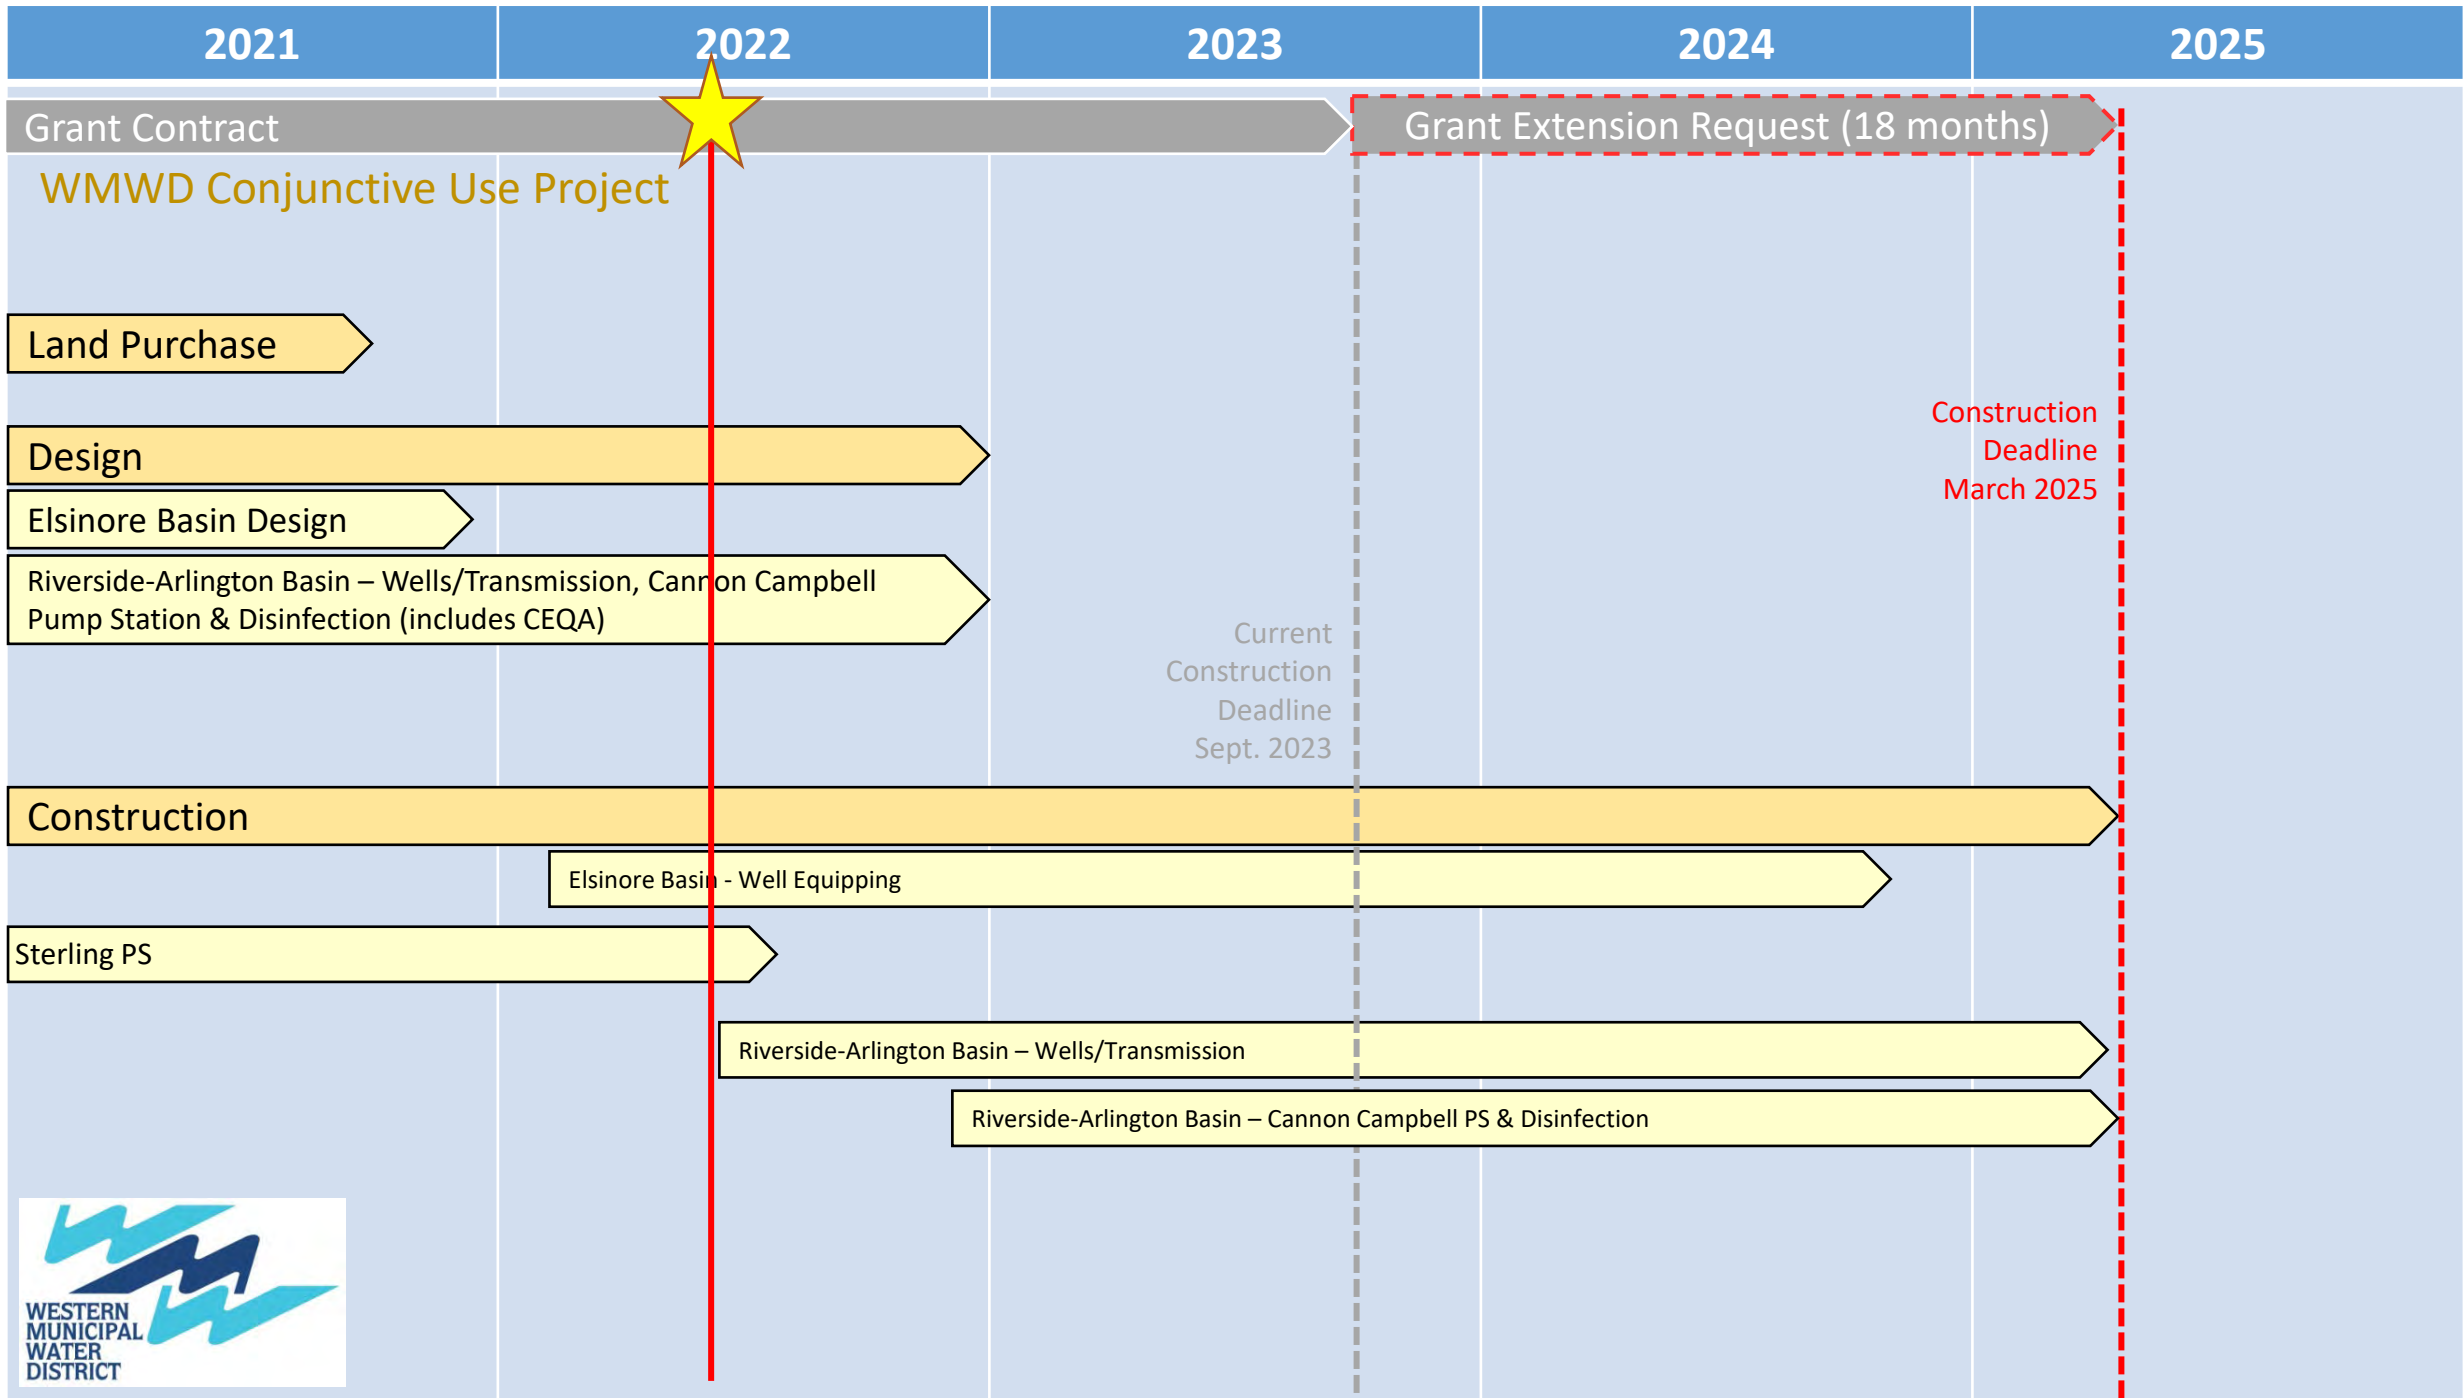 2021 2022 2023 2024 2025
Grant Contract
Grant Extension Request (18 months)
WMWD Conjunctive Use Project
Land Purchase
Construction
Deadline
March 2025
Design
Elsinore Basin Design
Riverside-Arlington Basin – Wells/Transmission, Cannon Campbell
Pump Station & Disinfection (includes CEQA)
Current
Construction
Deadline
Sept. 2023
Construction
Elsinore Basin - Well Equipping
Sterling PS
Riverside-Arlington Basin – Wells/Transmission
Riverside-Arlington Basin – Cannon Campbell PS & Disinfection
WESTERN
MUNICIPAL
WATER
DISTRICT